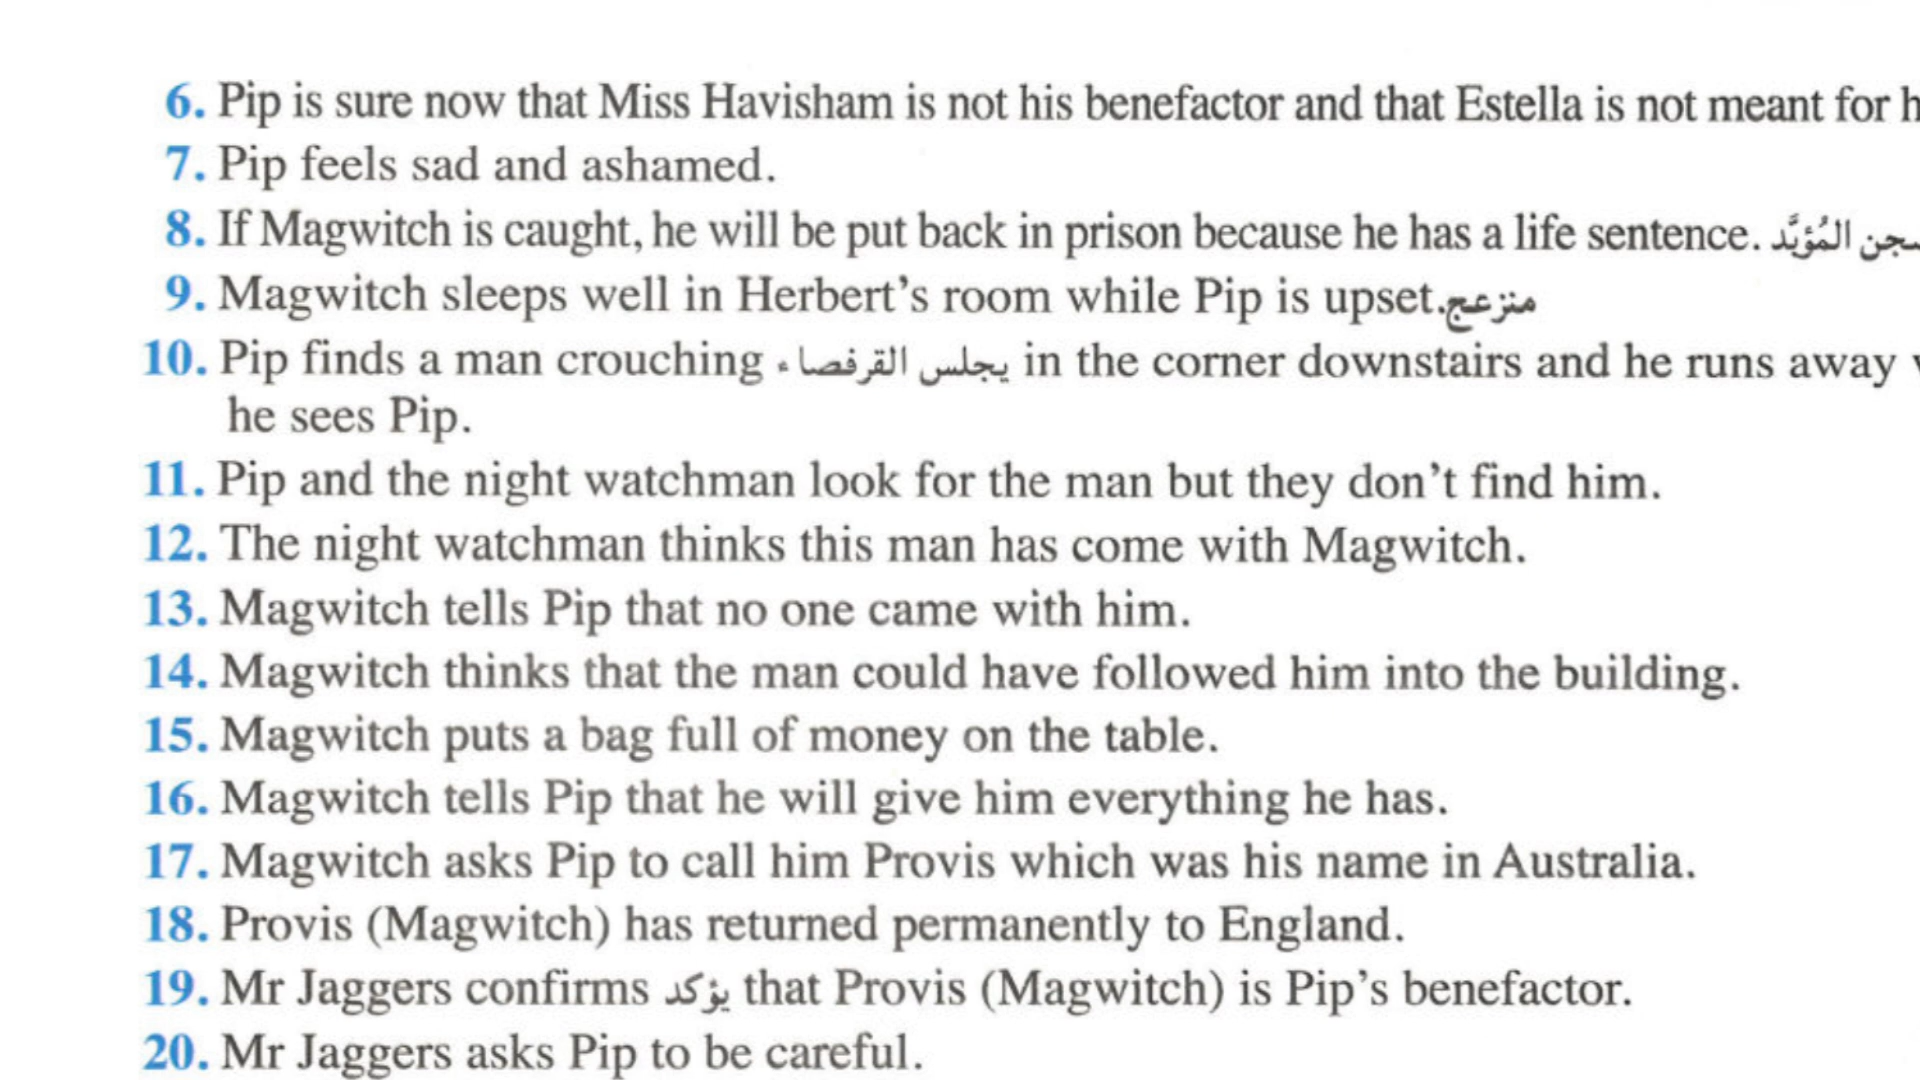 6. Pip is sure now that Miss Havisham is not his benefactor and that Estella is not meant for
7. Pip feels sad and ashamed.
8. If Magwitch is caught, he will be put back in prison because he has a life sentence. سجن المُؤبَّد
9. Magwitch sleeps well in Herbert's room while Pip is upset.منزعج
10. Pip finds a man crouching يجلس القرفصاء in the corner downstairs and he runs away
he sees Pip.
11. Pip and the night watchman look for the man but they don't find him.
12. The night watchman thinks this man has come with Magwitch.
13. Magwitch tells Pip that no one came with him.
14. Magwitch thinks that the man could have followed him into the building.
15. Magwitch puts a bag full of money on the table.
16. Magwitch tells Pip that he will give him everything he has.
17. Magwitch asks Pip to call him Provis which was his name in Australia.
18. Provis (Magwitch) has returned permanently to England.
19. Mr Jaggers confirms يؤكد that Provis (Magwitch) is Pip's benefactor.
20. Mr Jaggers asks Pip to be careful.